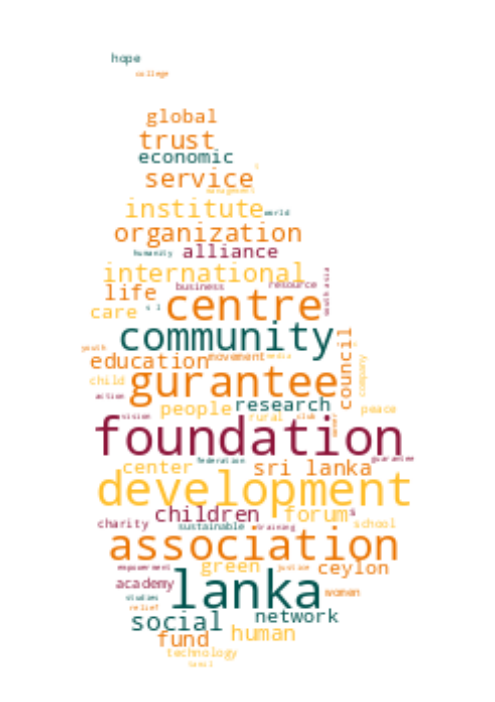 hope
college
global
trust
economic
service
management
institute world
organization
humanity alliance
international
business resource south asia
life
care s l centre
community council
youth
education movement media company
child gurantee
action
people research peace
vision rural club
foundation
federation guarantee
center sri lanka
development
children forum s
charity sustainable training school
association
empowerment green justice ceylon
academy lanka women
studies
relief
social network
fund human
technology
tamil